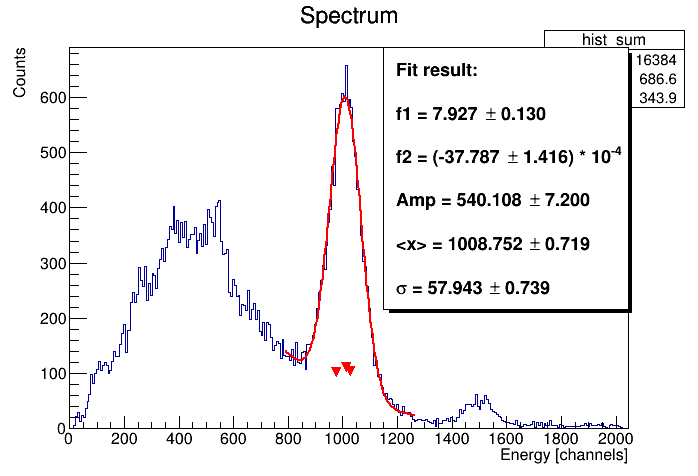 Spectrum
hist_sum
16384
686.6
343.9
Counts
Fit result:
f1 = 7.927 ± 0.130
f2 = (-37.787 ± 1.416) * 10⁻⁴
Amp = 540.108 ± 7.200
<x> = 1008.752 ± 0.719
σ = 57.943 ± 0.739
600
500
400
300
200
100
0
0 200 400 600 800 1000 1200 1400 1600 1800 2000
Energy [channels]